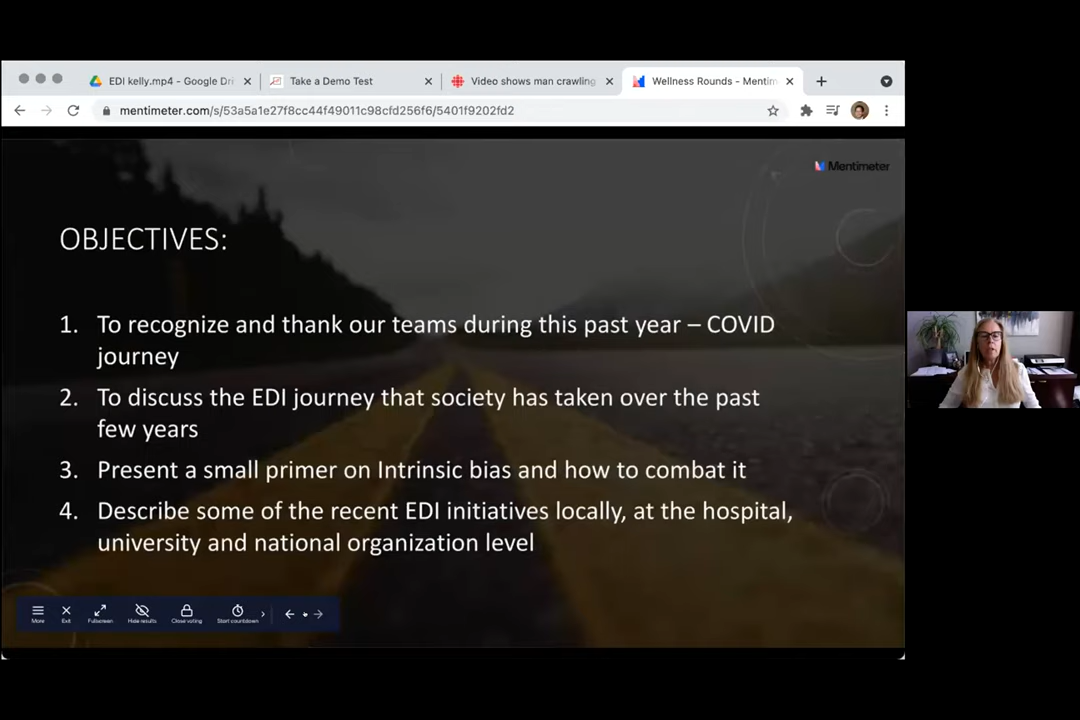 EDI kelly.mp4 - Google Dri
Take a Demo Test
Video shows man crawling
Wellness Rounds - Mentim
mentimeter.com/s/53a5a1e27f8cc44f49011c98cfd256f6/5401f9202fd2
Mentimeter
OBJECTIVES:
1. To recognize and thank our teams during this past year – COVID
journey
2. To discuss the EDI journey that society has taken over the past
few years
3. Present a small primer on Intrinsic bias and how to combat it
4. Describe some of the recent EDI initiatives locally, at the hospital,
university and national organization level
More Exit Fullscreen Hide results Close voting Start countdown